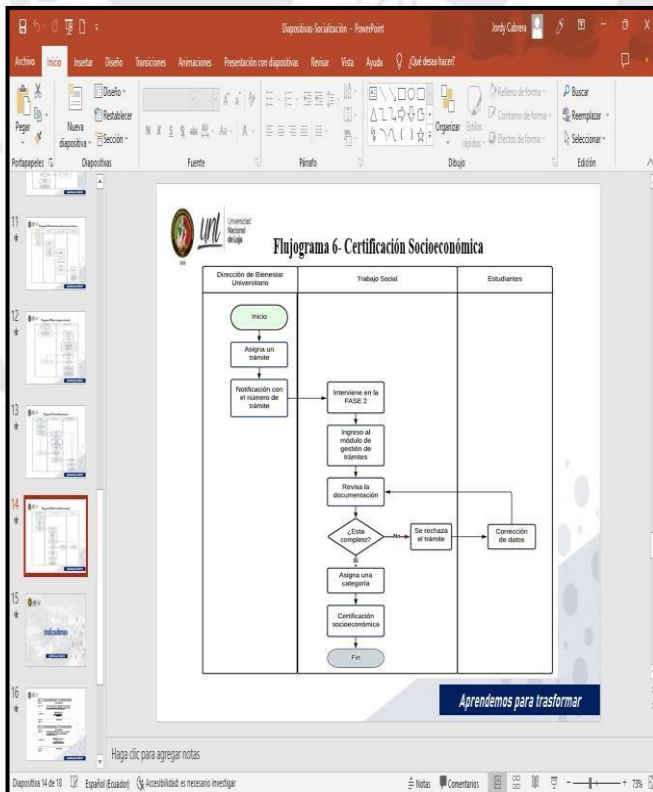 Diapositivas-Socialización - PowerPoint
Jordy Cabrera
Archivo Inicio Insertar Diseño Transiciones Animaciones Presentación con diapositivas Revisar Vista Ayuda ¿Qué desea hacer?
Pegar
Nueva
diapositiva
Diseño
Restablecer
Sección
N K S S abc AV Aa A
Organizar
Estilos
rápidos
Relleno de forma
Contorno de forma
Efectos de forma
Buscar
Reemplazar
Seleccionar
Portapapeles Diapositivas Fuente Párrafo Dibujo Edición
11
12
13
14
15
Indicadores
16
unl
Universidad
Nacional
de Loja
Flujograma 6- Certificación Socioeconómica
Dirección de Bienestar
Universitario
Trabajo Social
Estudiantes
Inicio
Asigna un
trámite
Notificación con
el número de
trámite
Interviene en la
FASE 2
Ingreso al
módulo de
gestión de
trámites
Revisa la
documentación
¿Esta
completo?
No
Se rechaza
el trámite
Corrección
de datos
Si
Asigna una
categoría
Certificación
socioeconómica
Fin
Aprendemos para trasformar
Haga clic para agregar notas
Diapositiva 14 de 18 Español (Ecuador) Accesibilidad: es necesario investigar Notas Comentarios 73%